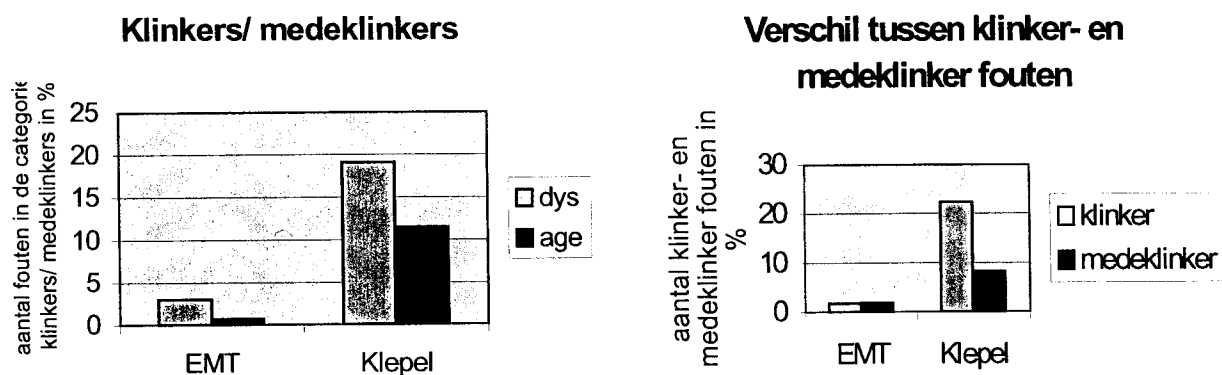 Klinkers/ medeklinkers
aantal fouten in de categorie
klinkers/ medeklinkers in %
25
20
15
10
5
0
EMT
Klepel
dys
age
Verschil tussen klinker- en
medeklinker fouten
aantal klinker- en
medeklinker fouten in
%
30
20
10
0
EMT
Klepel
klinker
medeklinker